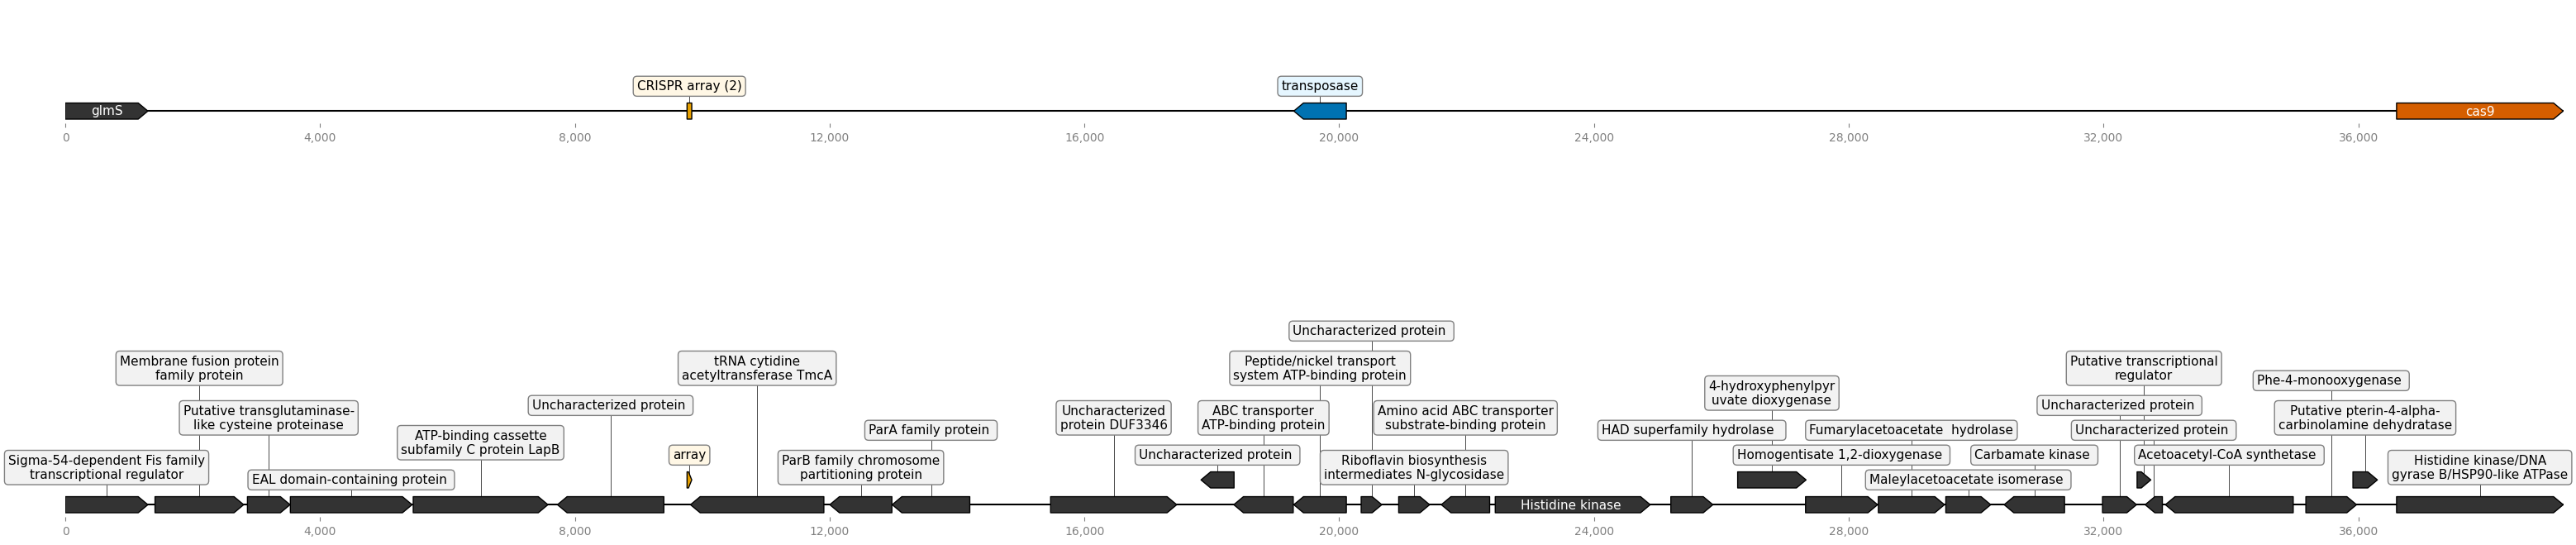 CRISPR array (2)
transposase
glmS
cas9
0
4,000
8,000
12,000
16,000
20,000
24,000
28,000
32,000
36,000
Uncharacterized protein
Membrane fusion protein
family protein
tRNA cytidine
acetyltransferase TmcA
Peptide/nickel transport
system ATP-binding protein
Putative transcriptional
regulator
Phe-4-monooxygenase
4-hydroxyphenylpyr
uvate dioxygenase
Uncharacterized protein
Uncharacterized protein
Putative transglutaminase-
like cysteine proteinase
Uncharacterized
protein DUF3346
ABC transporter
ATP-binding protein
Amino acid ABC transporter
substrate-binding protein
Putative pterin-4-alpha-
carbinolamine dehydratase
ParA family protein
HAD superfamily hydrolase
Fumarylacetoacetate  hydrolase
Uncharacterized protein
ATP-binding cassette
subfamily C protein LapB
array
Uncharacterized protein
Homogentisate 1,2-dioxygenase
Carbamate kinase
Acetoacetyl-CoA synthetase
Sigma-54-dependent Fis family
transcriptional regulator
ParB family chromosome
partitioning protein
Riboflavin biosynthesis
intermediates N-glycosidase
Histidine kinase/DNA
gyrase B/HSP90-like ATPase
EAL domain-containing protein
Maleylacetoacetate isomerase
Histidine kinase
0
4,000
8,000
12,000
16,000
20,000
24,000
28,000
32,000
36,000